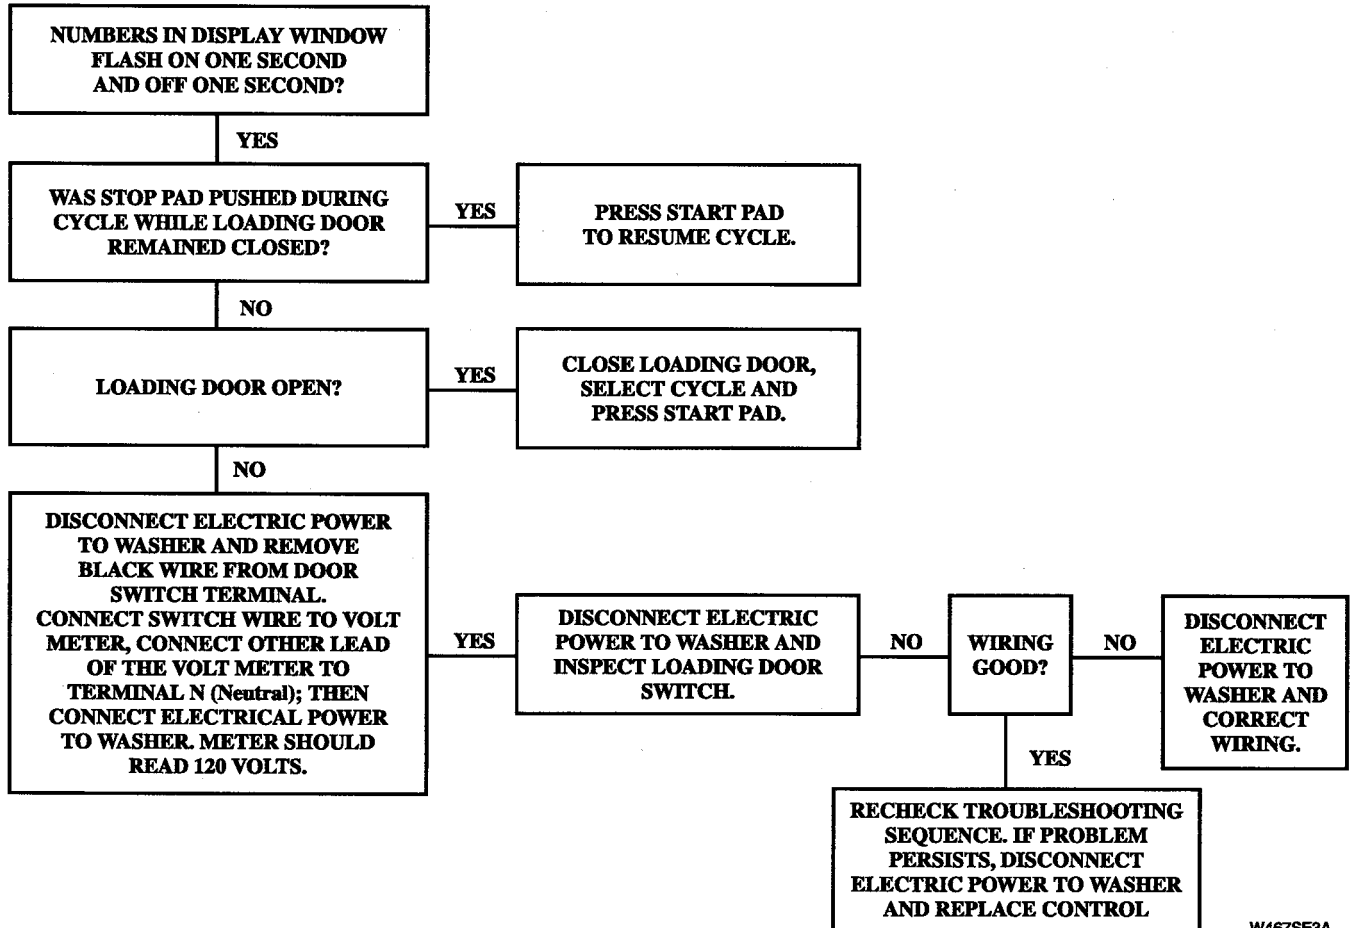 NUMBERS IN DISPLAY WINDOW
FLASH ON ONE SECOND
AND OFF ONE SECOND?
YES
WAS STOP PAD PUSHED DURING
CYCLE WHILE LOADING DOOR
REMAINED CLOSED?
YES
PRESS START PAD
TO RESUME CYCLE.
NO
LOADING DOOR OPEN?
YES
CLOSE LOADING DOOR,
SELECT CYCLE AND
PRESS START PAD.
NO
DISCONNECT ELECTRIC POWER
TO WASHER AND REMOVE
BLACK WIRE FROM DOOR
SWITCH TERMINAL.
CONNECT SWITCH WIRE TO VOLT
METER, CONNECT OTHER LEAD
OF THE VOLT METER TO
TERMINAL N (Neutral); THEN
CONNECT ELECTRICAL POWER
TO WASHER. METER SHOULD
READ 120 VOLTS.
YES
DISCONNECT ELECTRIC
POWER TO WASHER AND
INSPECT LOADING DOOR
SWITCH.
NO
WIRING
GOOD?
NO
DISCONNECT
ELECTRIC
POWER TO
WASHER AND
CORRECT
WIRING.
YES
RECHECK TROUBLESHOOTING
SEQUENCE. IF PROBLEM
PERSISTS, DISCONNECT
ELECTRIC POWER TO WASHER
AND REPLACE CONTROL